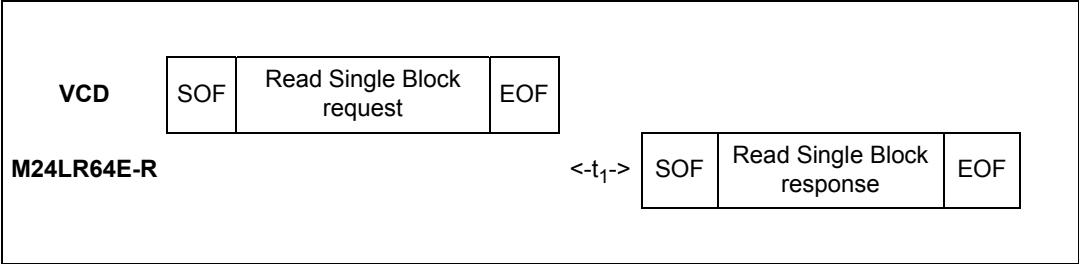 VCD SOF Read Single Block request EOF
M24LR64E-R <-t₁-> SOF Read Single Block response EOF